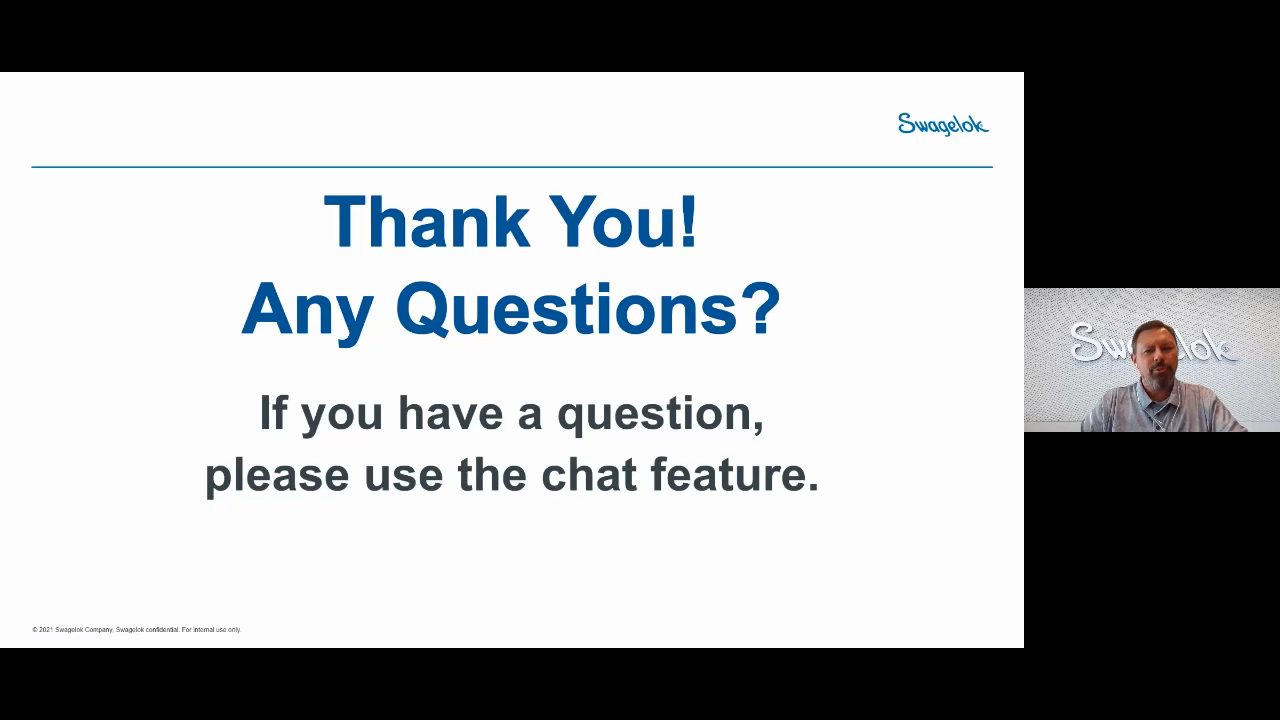 Swagelok
Thank You!
Any Questions?
If you have a question,
please use the chat feature.
© 2021 Swagelok Company. Swagelok confidential. For internal use only.
Swagelok